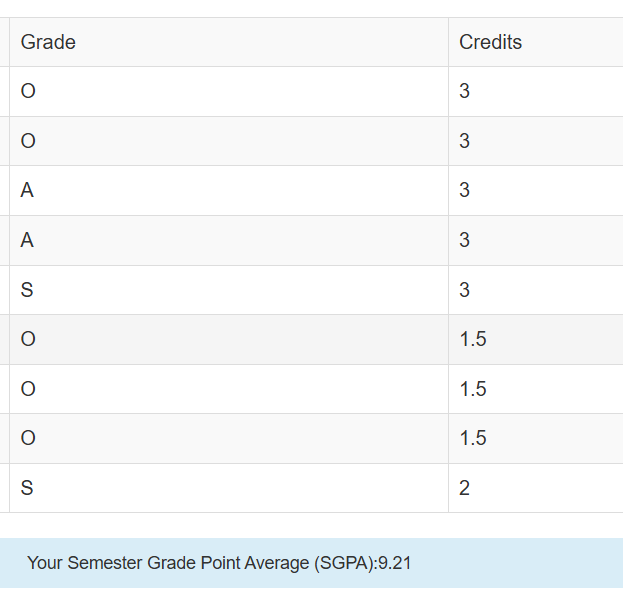 Grade Credits
O 3
O 3
A 3
A 3
S 3
O 1.5
O 1.5
O 1.5
S 2
Your Semester Grade Point Average (SGPA):9.21